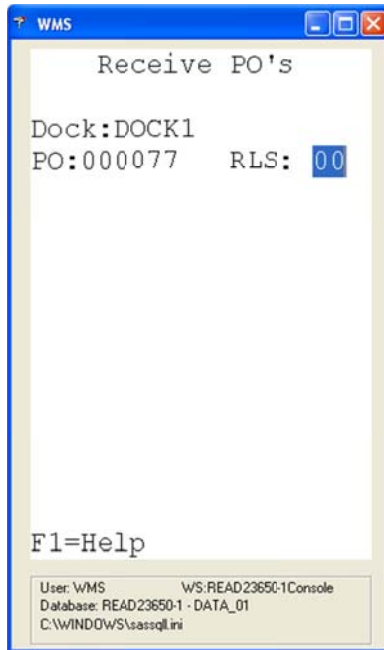 WMS
Receive PO's
Dock:DOCK1
PO:000077 RLS: 00
F1=Help
User: WMS WS:READ23650-1Console
Database: READ23650-1 - DATA_01
C:\WINDOWS\sassqll.ini